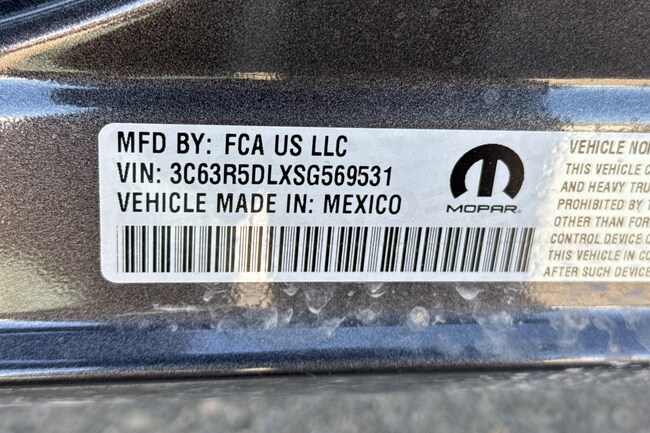 MFD BY: FCA US LLC
VIN: 3C63R5DLXSG569531
VEHICLE MADE IN: MEXICO
MOPAR
VEHICLE
THIS VEHICLE
AND HEAVY
PROHIBITED BY
OTHER THAN FOR
CONTROL DEVICE
THIS VEHICLE IN
AFTER SUCH DEVICE